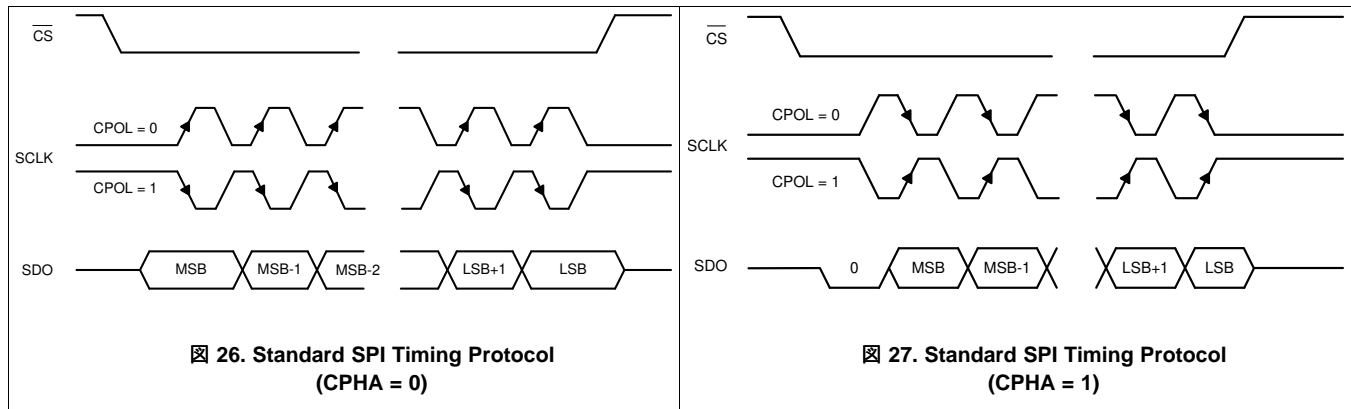 CS
CPOL = 0
SCLK
CPOL = 1
SDO
MSB
MSB-1
MSB-2
LSB+1
LSB
図 26. Standard SPI Timing Protocol
(CPHA = 0)
CS
CPOL = 0
SCLK
CPOL = 1
SDO
0
MSB
MSB-1
LSB+1
LSB
図 27. Standard SPI Timing Protocol
(CPHA = 1)